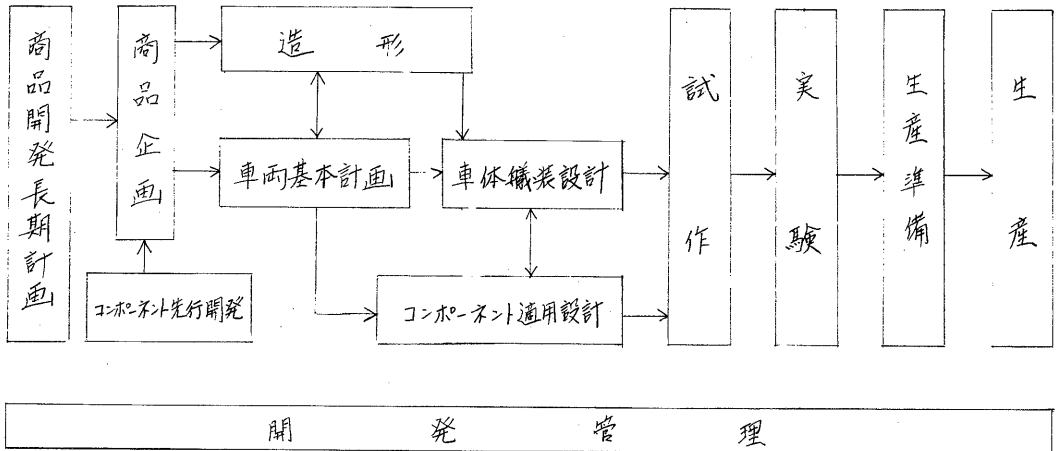 商品開発長期計画
商品企画
造形
車両基本計画
車体艤装設計
コンポーネント先行開発
コンポーネント適用設計
試作
実験
生産準備
生産
開発管理